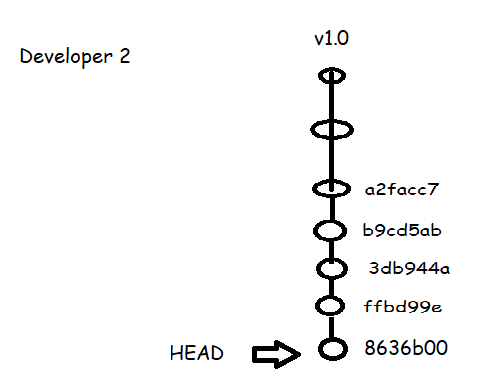 v1.0
Developer 2
a2facc7
b9cd5ab
3db944a
ffbd99e
8636b00
HEAD